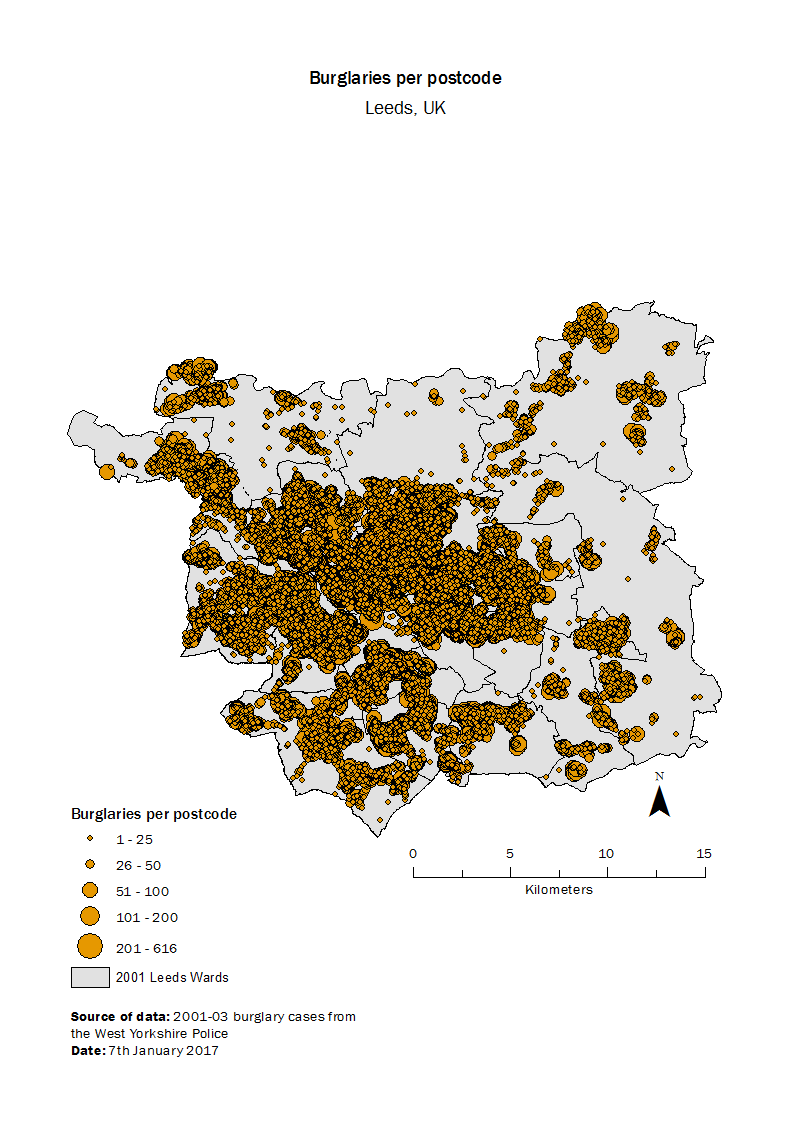 Burglaries per postcode
Leeds, UK
N
Burglaries per postcode
1 - 25
26 - 50
51 - 100
101 - 200
201 - 616
2001 Leeds Wards
0 5 10 15
Kilometers
Source of data: 2001-03 burglary cases from
the West Yorkshire Police
Date: 7th January 2017